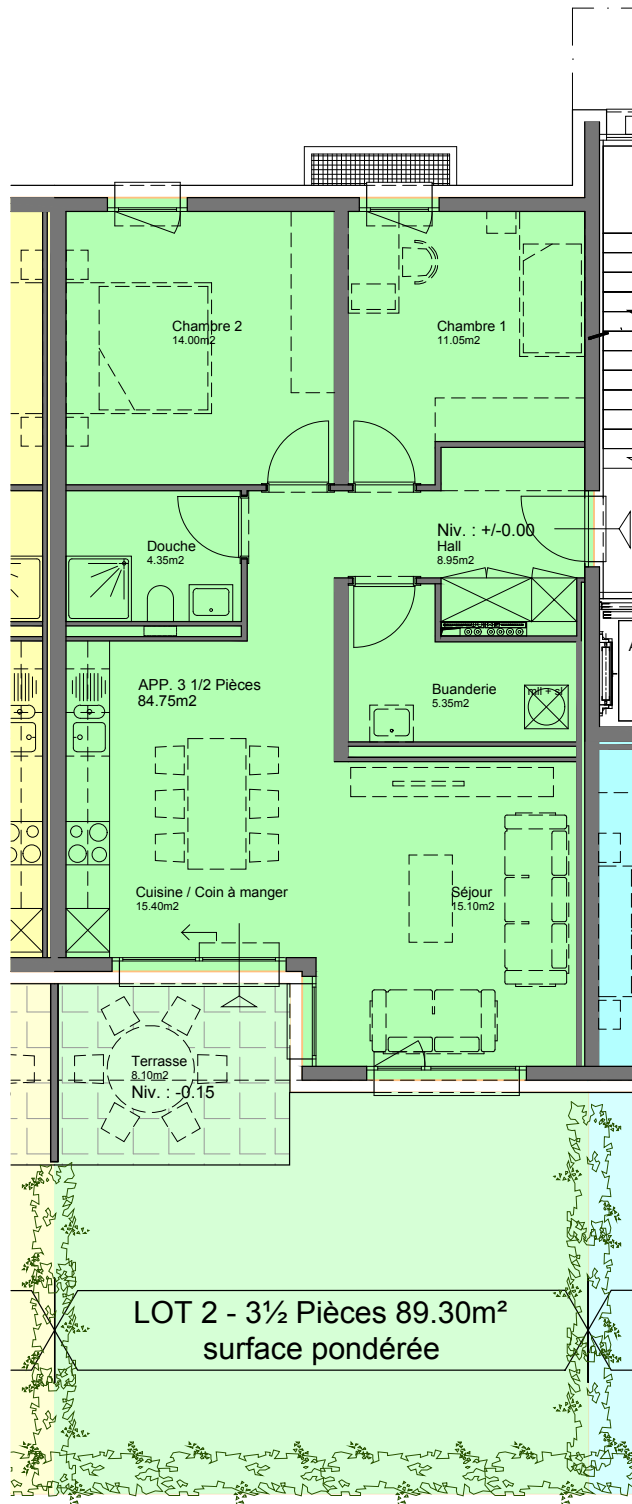 Chambre 2
14.00m2
Chambre 1
11.05m2
Niv. : +/-0.00
Hall
8.95m2
Douche
4.35m2
APP. 3 1/2 Pièces
84.75m2
Buanderie
5.35m2
Cuisine / Coin à manger
15.40m2
Séjour
15.10m2
Terrasse
8.10m2
Niv. : -0.15
LOT 2 - 3½ Pièces 89.30m²
surface pondérée